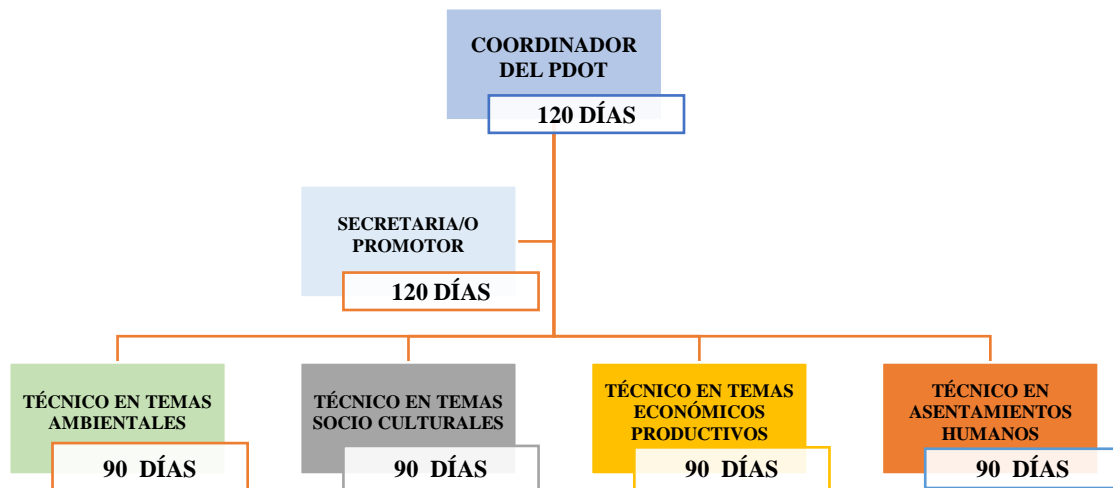 COORDINADOR
DEL PDOT
120 DÍAS
SECRETARIA/O
PROMOTOR
120 DÍAS
TÉCNICO EN TEMAS
AMBIENTALES
90 DÍAS
TÉCNICO EN TEMAS
SOCIO CULTURALES
90 DÍAS
TÉCNICO EN TEMAS
ECONÓMICOS
PRODUCTIVOS
90 DÍAS
TÉCNICO EN
ASENTAMIENTOS
HUMANOS
90 DÍAS